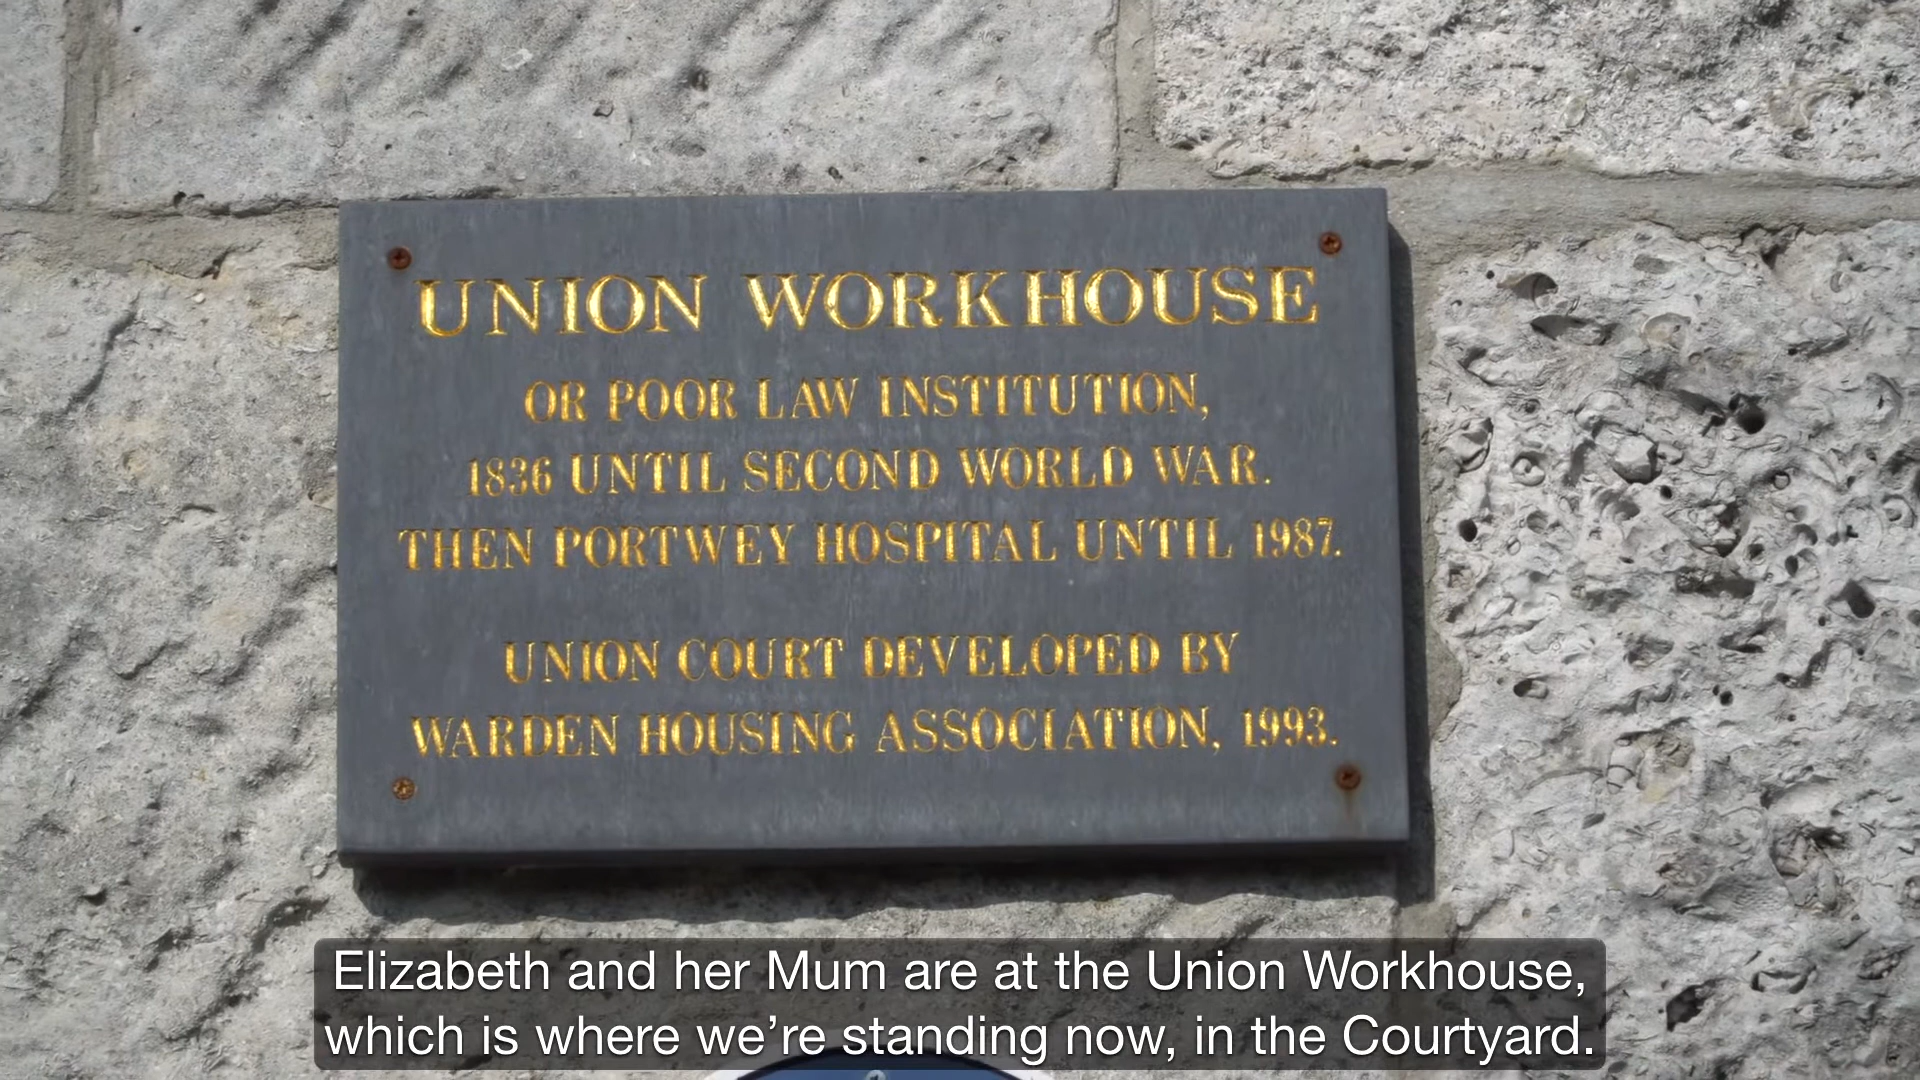 UNION WORKHOUSE
OR POOR LAW INSTITUTION,
1836 UNTIL SECOND WORLD WAR.
THEN PORTWEY HOSPITAL UNTIL 1987.
UNION COURT DEVELOPED BY
WARDEN HOUSING ASSOCIATION, 1993.
Elizabeth and her Mum are at the Union Workhouse,
which is where we’re standing now, in the Courtyard.